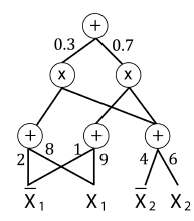 +
0.3 0.7
x x
+ + +
2 8 1 9 4 6
X̅₁ X₁ X̅₂ X₂